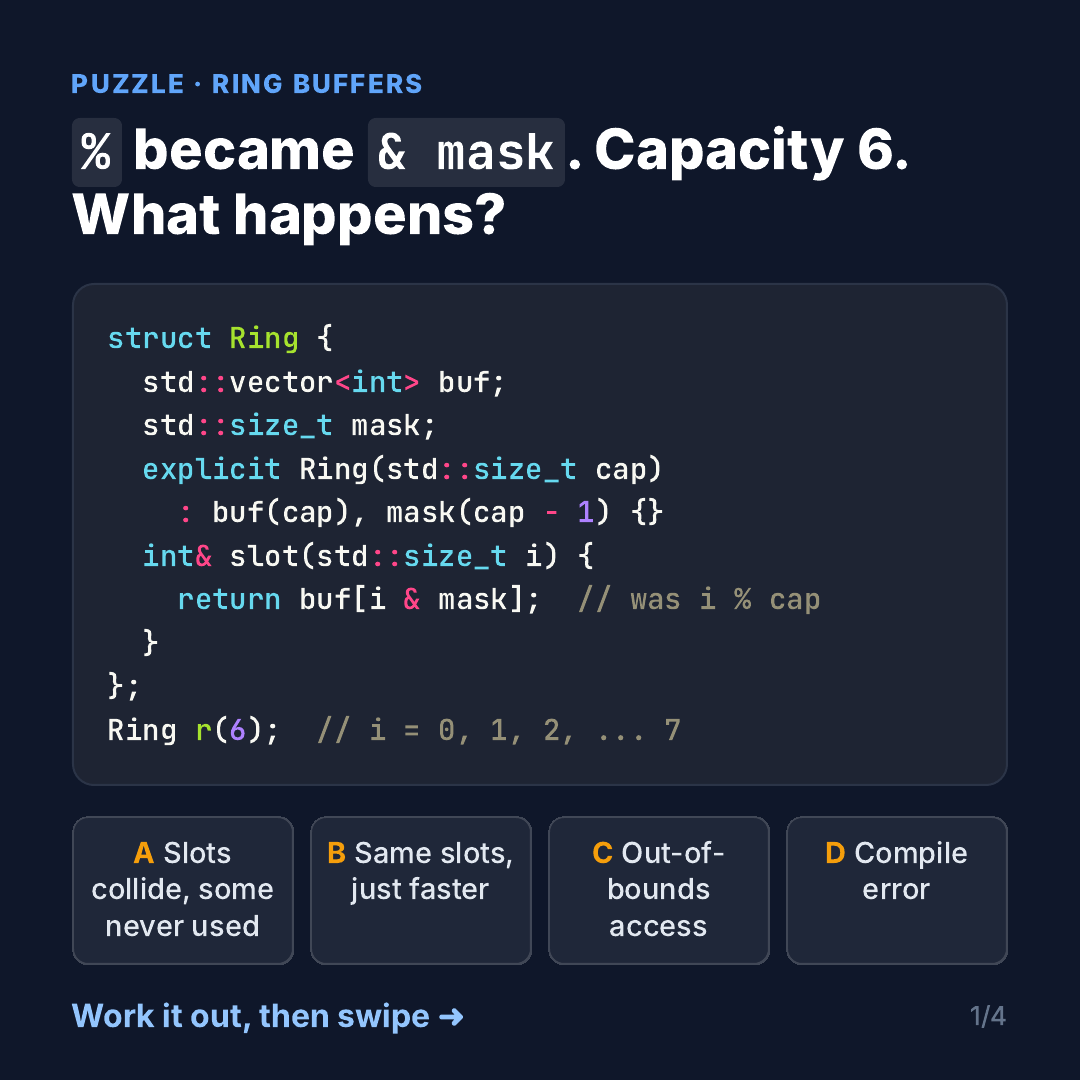 PUZZLE · RING BUFFERS
% became & mask. Capacity 6.
What happens?
struct Ring {
  std::vector<int> buf;
  std::size_t mask;
  explicit Ring(std::size_t cap)
    : buf(cap), mask(cap - 1) {}
  int& slot(std::size_t i) {
    return buf[i & mask];  // was i % cap
  }
};
Ring r(6);  // i = 0, 1, 2, ... 7
A Slots
collide, some
never used
B Same slots,
just faster
C Out-of-
bounds
access
D Compile
error
Work it out, then swipe ➜
1/4